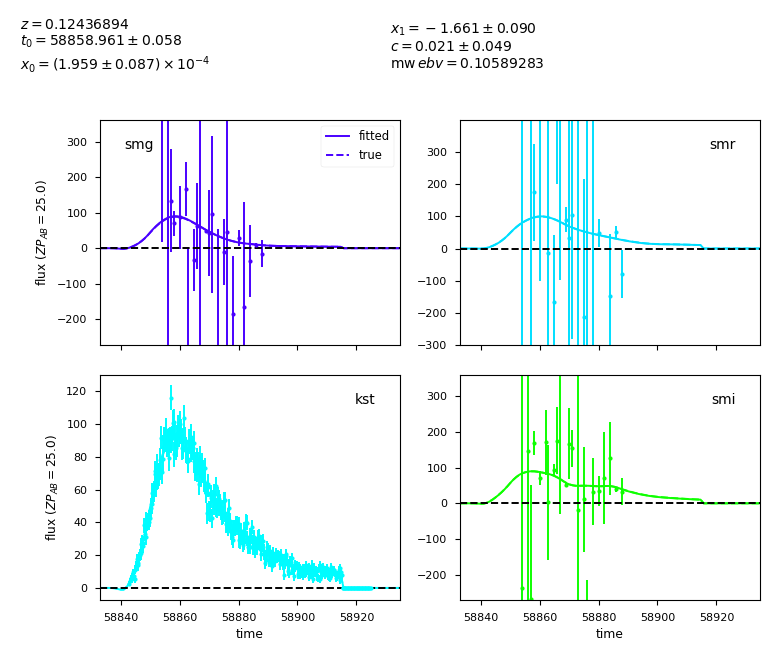 z = 0.12436894
t₀ = 58858.961 ± 0.058
x₀ = (1.959 ± 0.087) × 10⁻⁴
x₁ = −1.661 ± 0.090
c = 0.021 ± 0.049
mw ebv = 0.10589283
smg
fitted
true
300
200
100
0
−100
−200
flux (ZP_AB = 25.0)
smr
300
200
100
0
−100
−200
−300
kst
120
100
80
60
40
20
0
flux (ZP_AB = 25.0)
58840 58860 58880 58900 58920
time
smi
300
200
100
0
−100
−200
58840 58860 58880 58900 58920
time